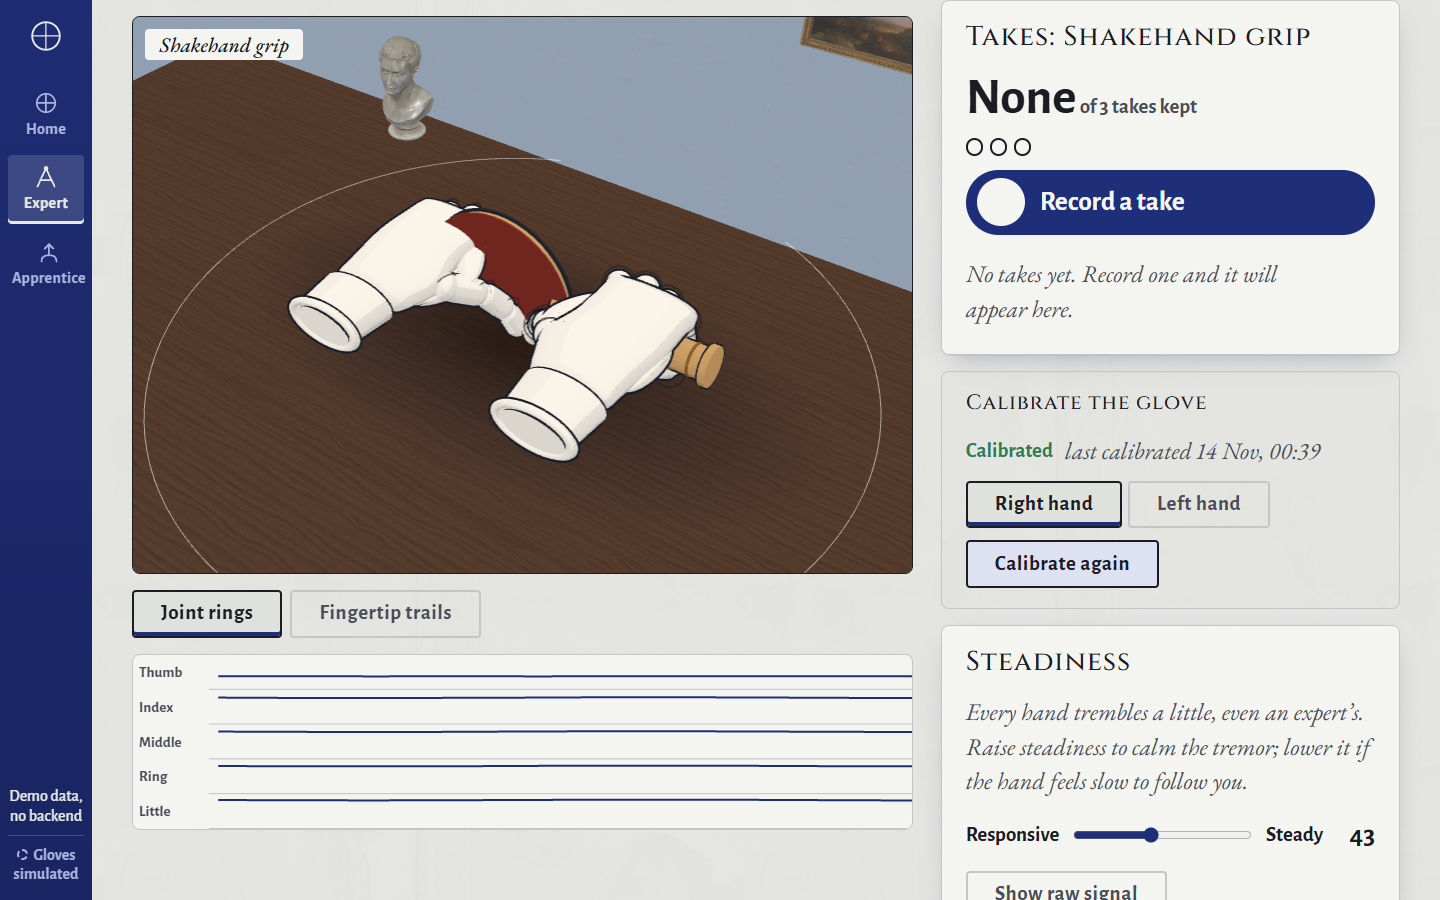 Home
Expert
Apprentice
Demo data,
no backend
Gloves
simulated
Shakehand grip
Joint rings
Fingertip trails
Thumb
Index
Middle
Ring
Little
Takes: Shakehand grip
None of 3 takes kept
Record a take
No takes yet. Record one and it will
appear here.
Calibrate the glove
Calibrated last calibrated 14 Nov, 00:39
Right hand
Left hand
Calibrate again
Steadiness
Every hand trembles a little, even an expert’s.
Raise steadiness to calm the tremor; lower it if
the hand feels slow to follow you.
Responsive
Steady
43
Show raw signal